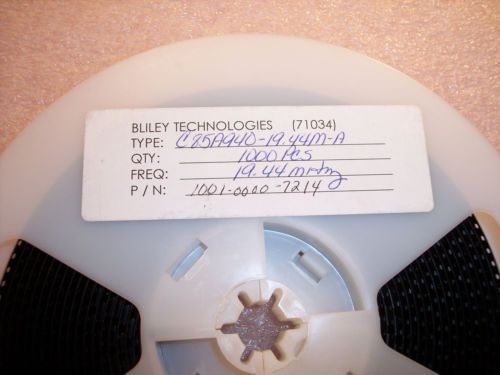 BLILEY TECHNOLOGIES (71034)
TYPE: C85A940-19.44M-A
QTY: 1000 PCS
FREQ: 19.44 mhz
P / N: 1001-0000-7214